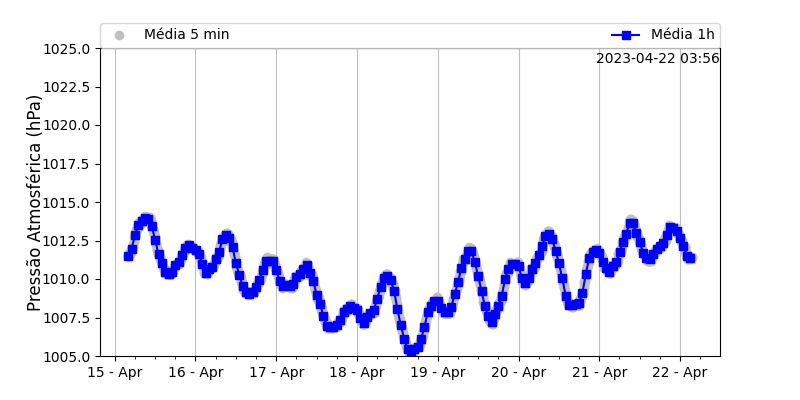 Média 5 min
Média 1h
2023-04-22 03:56
Pressão Atmosférica (hPa)
1025.0
1022.5
1020.0
1017.5
1015.0
1012.5
1010.0
1007.5
1005.0
15 - Apr
16 - Apr
17 - Apr
18 - Apr
19 - Apr
20 - Apr
21 - Apr
22 - Apr